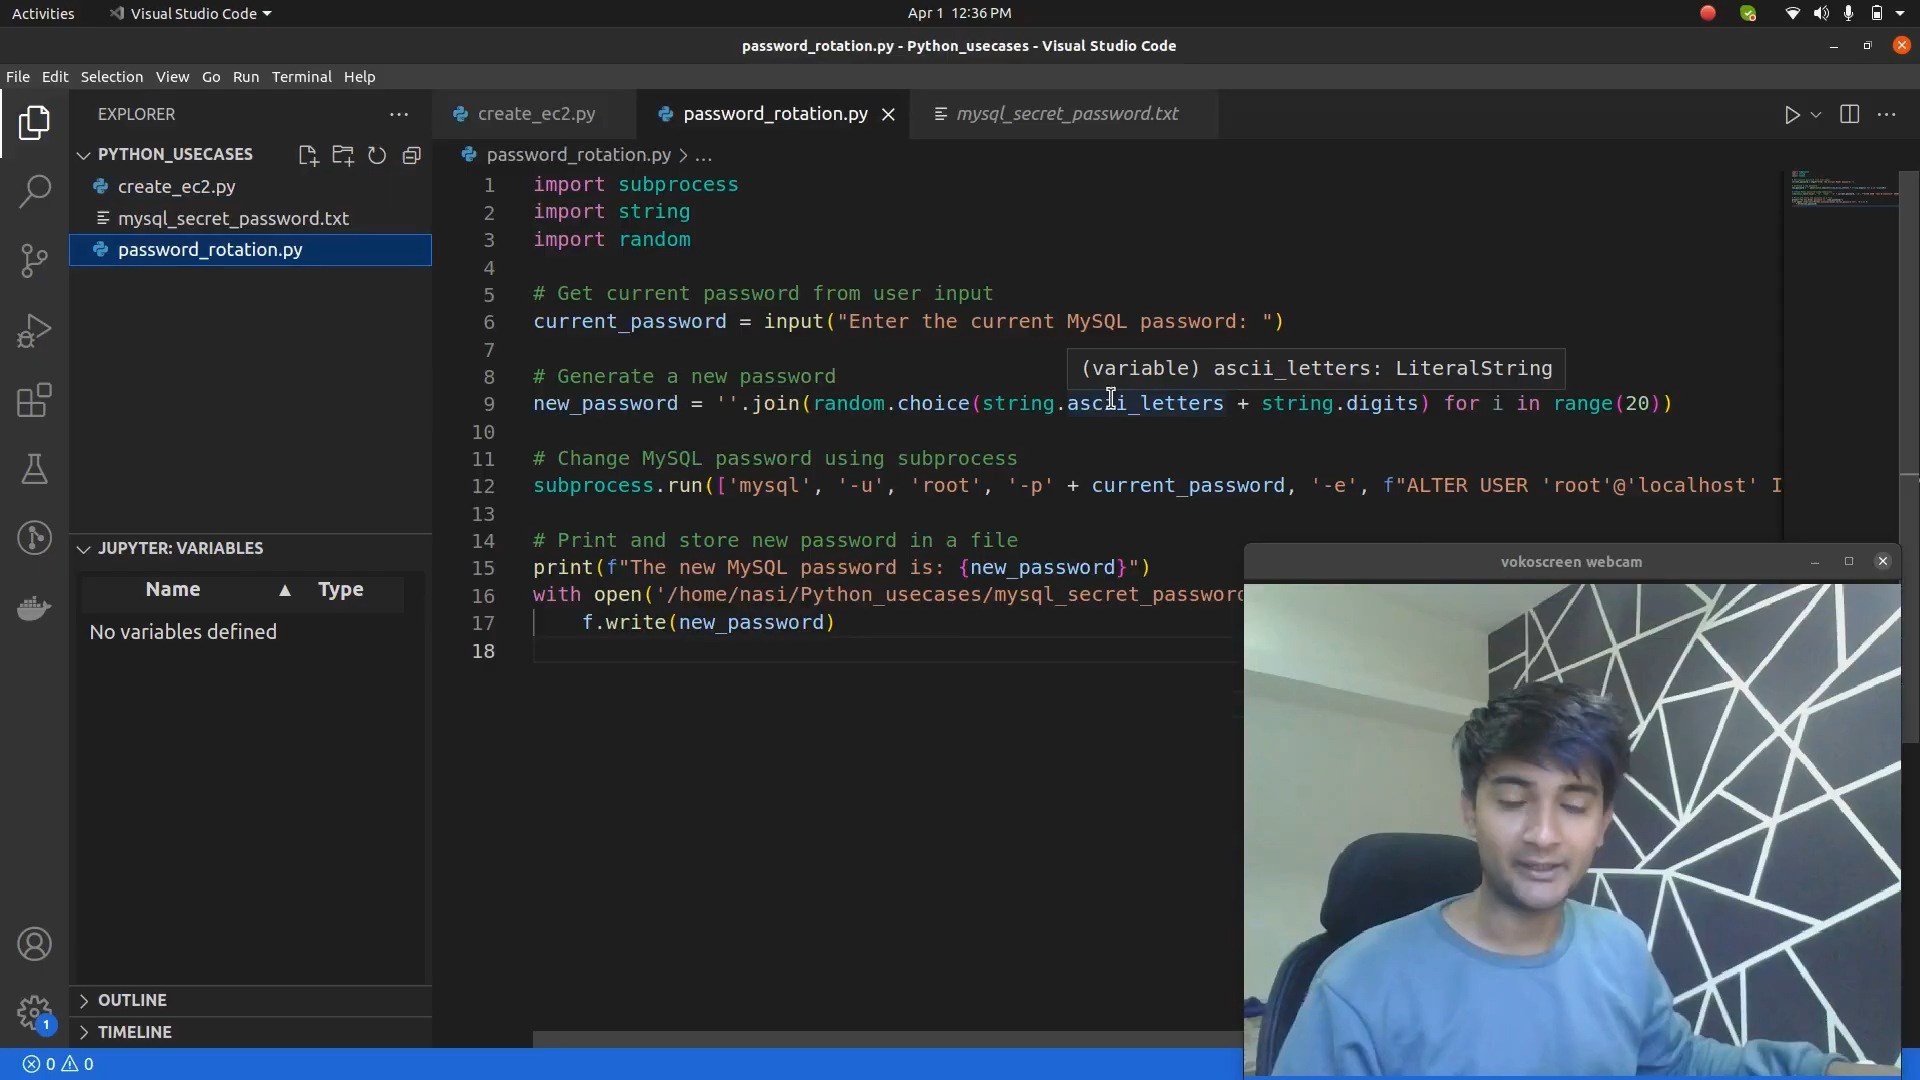 Activities
Visual Studio Code
Apr 1 12:36 PM
password_rotation.py - Python_usecases - Visual Studio Code
File Edit Selection View Go Run Terminal Help
EXPLORER
PYTHON_USECASES
create_ec2.py
mysql_secret_password.txt
password_rotation.py
JUPYTER: VARIABLES
Name Type
No variables defined
OUTLINE
TIMELINE
1
0 0
create_ec2.py
password_rotation.py
mysql_secret_password.txt
password_rotation.py > ...
1 import subprocess
2 import string
3 import random
4
5 # Get current password from user input
6 current_password = input("Enter the current MySQL password: ")
7
(variable) ascii_letters: LiteralString
8 # Generate a new password
9 new_password = ''.join(random.choice(string.ascii_letters + string.digits) for i in range(20))
10
11 # Change MySQL password using subprocess
12 subprocess.run(['mysql', '-u', 'root', '-p' + current_password, '-e', f"ALTER USER 'root'@'localhost' I
13
14 # Print and store new password in a file
15 print(f"The new MySQL password is: {new_password}")
16 with open('/home/nasi/Python_usecases/mysql_secret_password
17 f.write(new_password)
18
vokoscreen webcam